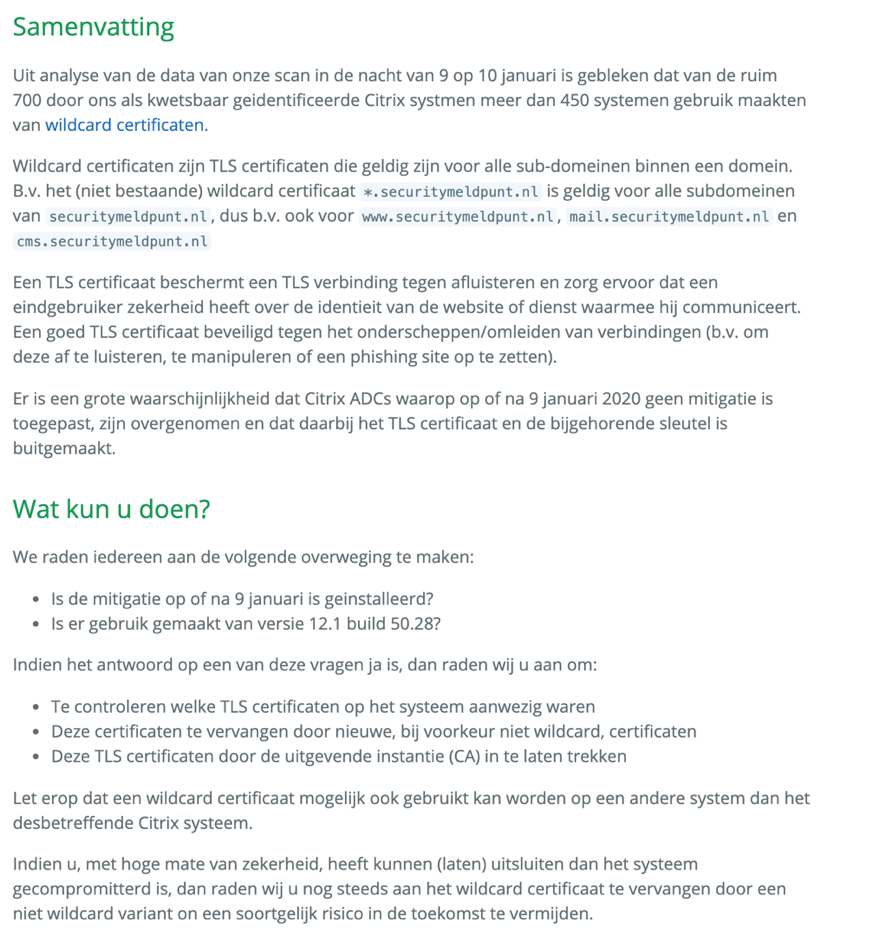 Samenvatting
Uit analyse van de data van onze scan in de nacht van 9 op 10 januari is gebleken dat van de ruim
700 door ons als kwetsbaar geidentificeerde Citrix systmen meer dan 450 systemen gebruik maakten
van wildcard certificaten.
Wildcard certificaten zijn TLS certificaten die geldig zijn voor alle sub-domeinen binnen een domein.
B.v. het (niet bestaande) wildcard certificaat *.securitymeldpunt.nl is geldig voor alle subdomeinen
van securitymeldpunt.nl, dus b.v. ook voor www.securitymeldpunt.nl, mail.securitymeldpunt.nl en
cms.securitymeldpunt.nl
Een TLS certificaat beschermt een TLS verbinding tegen afluisteren en zorg ervoor dat een
eindgebruiker zekerheid heeft over de identieit van de website of dienst waarmee hij communiceert.
Een goed TLS certificaat beveiligd tegen het onderscheppen/omleiden van verbindingen (b.v. om
deze af te luisteren, te manipuleren of een phishing site op te zetten).
Er is een grote waarschijnlijkheid dat Citrix ADCs waarop op of na 9 januari 2020 geen mitigatie is
toegepast, zijn overgenomen en dat daarbij het TLS certificaat en de bijgehorende sleutel is
buitgemaakt.
Wat kun u doen?
We raden iedereen aan de volgende overweging te maken:
• Is de mitigatie op of na 9 januari is geinstalleerd?
• Is er gebruik gemaakt van versie 12.1 build 50.28?
Indien het antwoord op een van deze vragen ja is, dan raden wij u aan om:
• Te controleren welke TLS certificaten op het systeem aanwezig waren
• Deze certificaten te vervangen door nieuwe, bij voorkeur niet wildcard, certificaten
• Deze TLS certificaten door de uitgevende instantie (CA) in te laten trekken
Let erop dat een wildcard certificaat mogelijk ook gebruikt kan worden op een andere system dan het
desbetreffende Citrix systeem.
Indien u, met hoge mate van zekerheid, heeft kunnen (laten) uitsluiten dan het systeem
gecompromitterd is, dan raden wij u nog steeds aan het wildcard certificaat te vervangen door een
niet wildcard variant on een soortgelijk risico in de toekomst te vermijden.